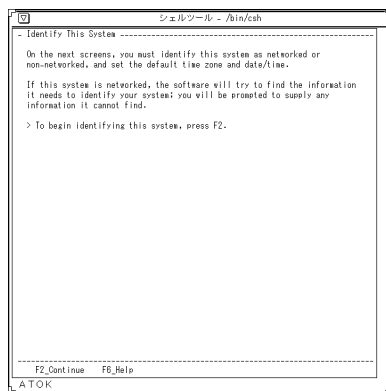 シェルツール - /bin/csh
- Identify This System
On the next screens, you must identify this system as networked or
non-networked, and set the default time zone and date/time.
If this system is networked, the software will try to find the information
it needs to identify your system; you will be prompted to supply any
information it cannot find.
> To begin identifying this system, press F2.
F2_Continue F6_Help
ATOK